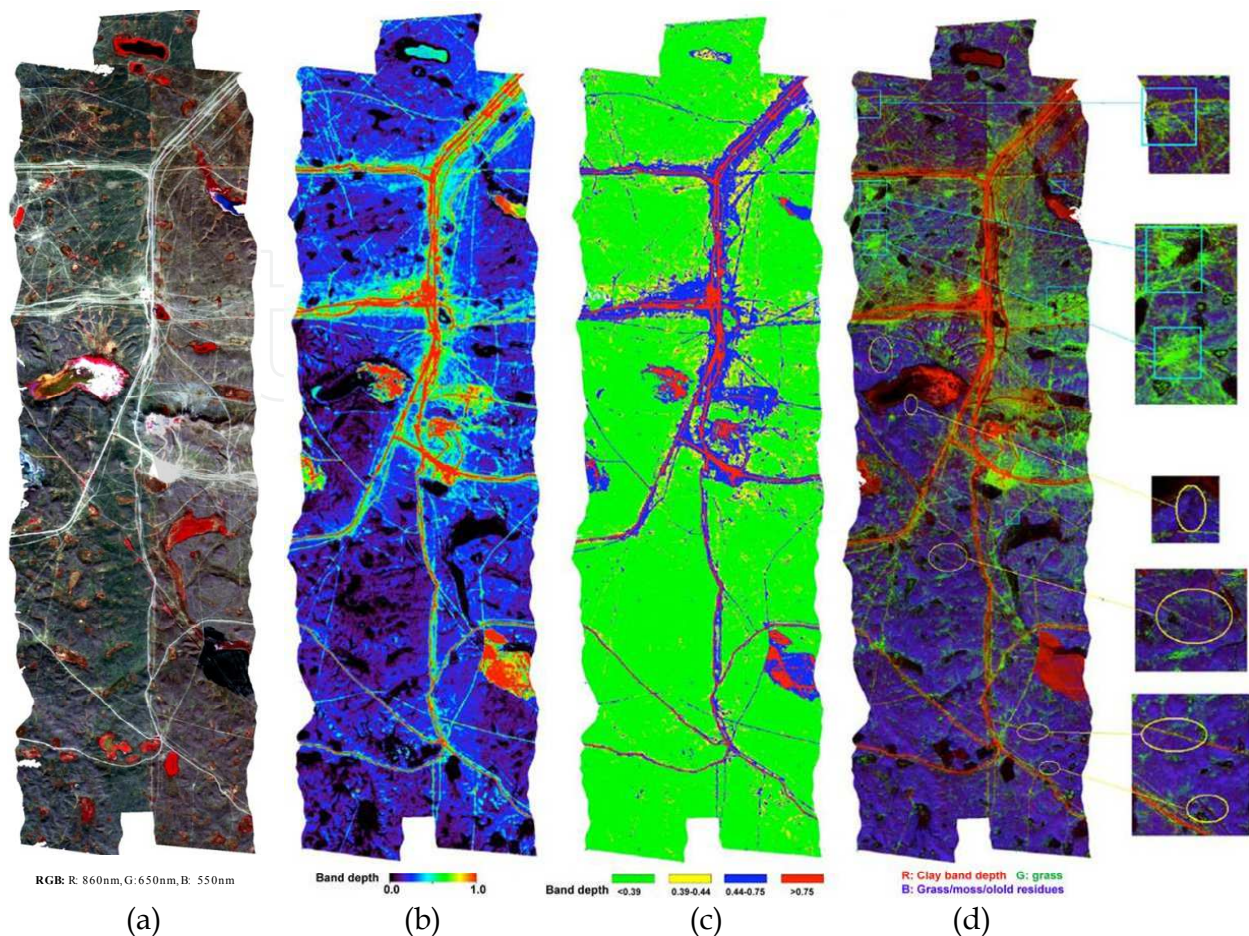 RGB: R: 860nm, G:650nm, B: 550nm
Band depth
0.0 1.0
Band depth <0.39 0.39-0.44 0.44-0.75 >0.75
R: Clay band depth G: grass
B: Grass/moss/olold residues
(a) (b) (c) (d)